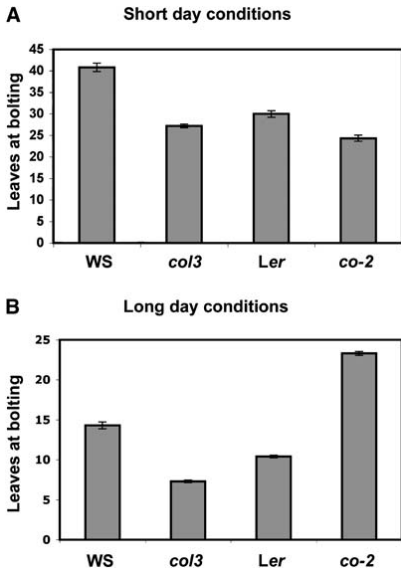 A
Short day conditions
Leaves at bolting
45
40
35
30
25
20
15
10
5
0
WS col3 Ler co-2
B
Long day conditions
Leaves at bolting
25
20
15
10
5
0
WS col3 Ler co-2